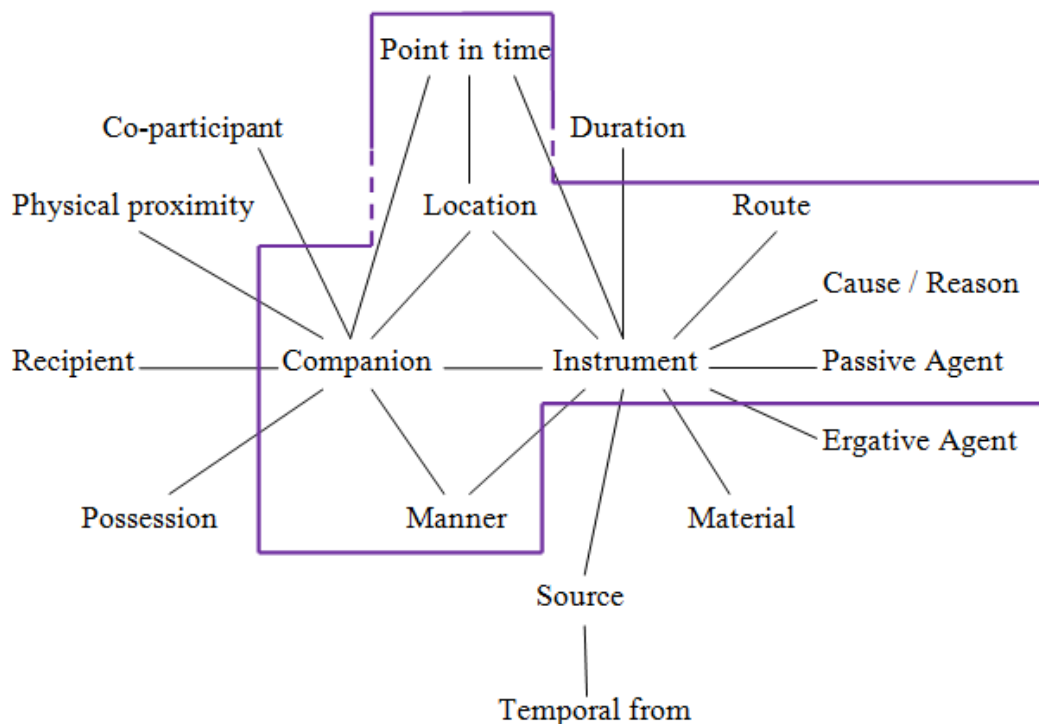 Point in time
Co-participant
Duration
Physical proximity
Location
Route
Cause / Reason
Recipient
Companion
Instrument
Passive Agent
Ergative Agent
Possession
Manner
Material
Source
Temporal from